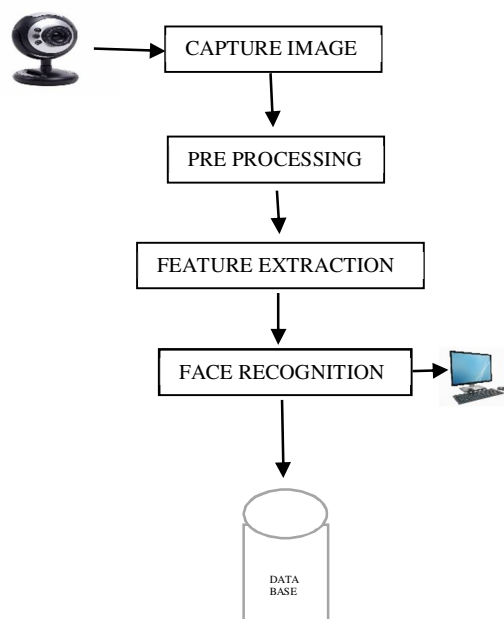 CAPTURE IMAGE
PRE PROCESSING
FEATURE EXTRACTION
FACE RECOGNITION
DATA
BASE